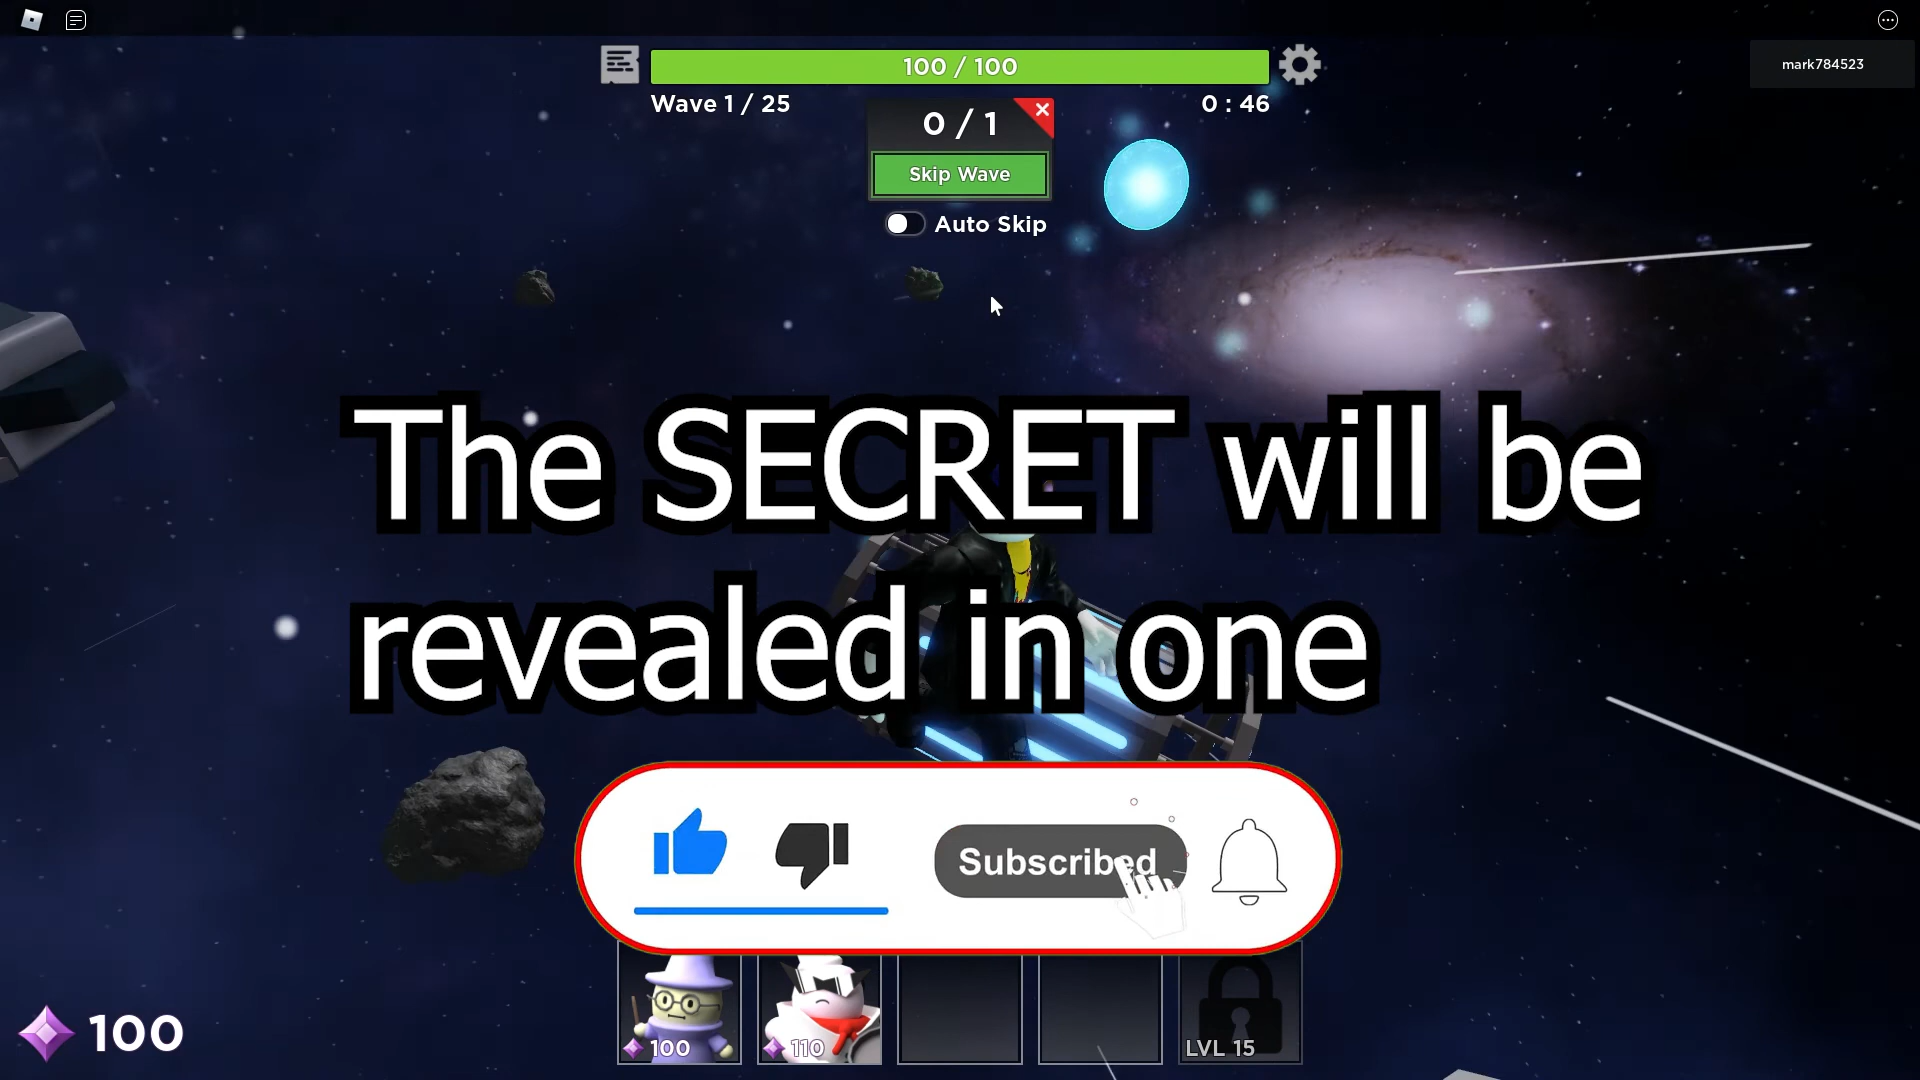 mark784523
100 / 100
Wave 1 / 25
0 : 46
0 / 1
Skip Wave
Auto Skip
The SECRET will be
revealed in one
Subscribed
100
100
110
LVL 15